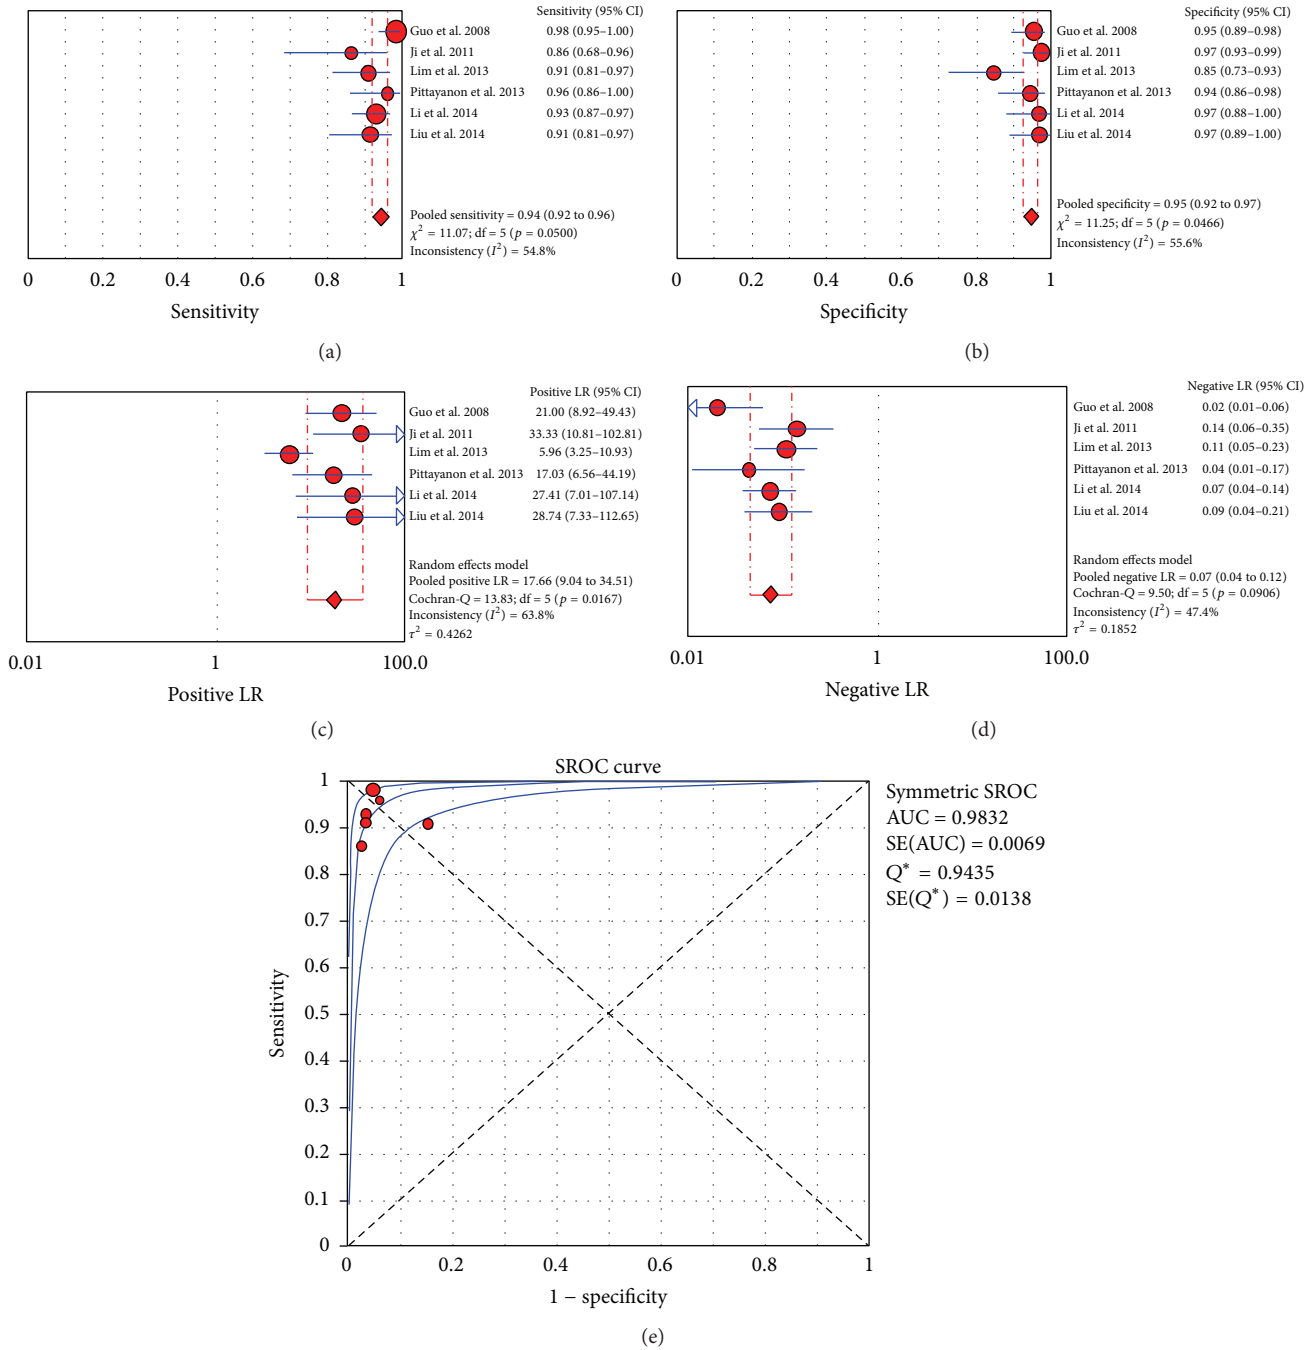 Sensitivity (95% CI)
Guo et al. 2008 0.98 (0.95–1.00)
Ji et al. 2011 0.86 (0.68–0.96)
Lim et al. 2013 0.91 (0.81–0.97)
Pittayanon et al. 2013 0.96 (0.86–1.00)
Li et al. 2014 0.93 (0.87–0.97)
Liu et al. 2014 0.91 (0.81–0.97)
Pooled sensitivity = 0.94 (0.92 to 0.96)
χ² = 11.07; df = 5 (p = 0.0500)
Inconsistency (I²) = 54.8%
0 0.2 0.4 0.6 0.8 1
Sensitivity
(a)
Specificity (95% CI)
Guo et al. 2008 0.95 (0.89–0.98)
Ji et al. 2011 0.97 (0.93–0.99)
Lim et al. 2013 0.85 (0.73–0.93)
Pittayanon et al. 2013 0.94 (0.86–0.98)
Li et al. 2014 0.97 (0.88–1.00)
Liu et al. 2014 0.97 (0.89–1.00)
Pooled specificity = 0.95 (0.92 to 0.97)
χ² = 11.25; df = 5 (p = 0.0466)
Inconsistency (I²) = 55.6%
0 0.2 0.4 0.6 0.8 1
Specificity
(b)
Positive LR (95% CI)
Guo et al. 2008 21.00 (8.92–49.43)
Ji et al. 2011 33.33 (10.81–102.81)
Lim et al. 2013 5.96 (3.25–10.93)
Pittayanon et al. 2013 17.03 (6.56–44.19)
Li et al. 2014 27.41 (7.01–107.14)
Liu et al. 2014 28.74 (7.33–112.65)
Random effects model
Pooled positive LR = 17.66 (9.04 to 34.51)
Cochran-Q = 13.83; df = 5 (p = 0.0167)
Inconsistency (I²) = 63.8%
τ² = 0.4262
0.01 1 100.0
Positive LR
(c)
Negative LR (95% CI)
Guo et al. 2008 0.02 (0.01–0.06)
Ji et al. 2011 0.14 (0.06–0.35)
Lim et al. 2013 0.11 (0.05–0.23)
Pittayanon et al. 2013 0.04 (0.01–0.17)
Li et al. 2014 0.07 (0.04–0.14)
Liu et al. 2014 0.09 (0.04–0.21)
Random effects model
Pooled negative LR = 0.07 (0.04 to 0.12)
Cochran-Q = 9.50; df = 5 (p = 0.0906)
Inconsistency (I²) = 47.4%
τ² = 0.1852
0.01 1 100.0
Negative LR
(d)
SROC curve
1
0.9
0.8
0.7
0.6
0.5
0.4
0.3
0.2
0.1
0
Sensitivity
0 0.2 0.4 0.6 0.8 1
1 − specificity
Symmetric SROC
AUC = 0.9832
SE(AUC) = 0.0069
Q* = 0.9435
SE(Q*) = 0.0138
(e)